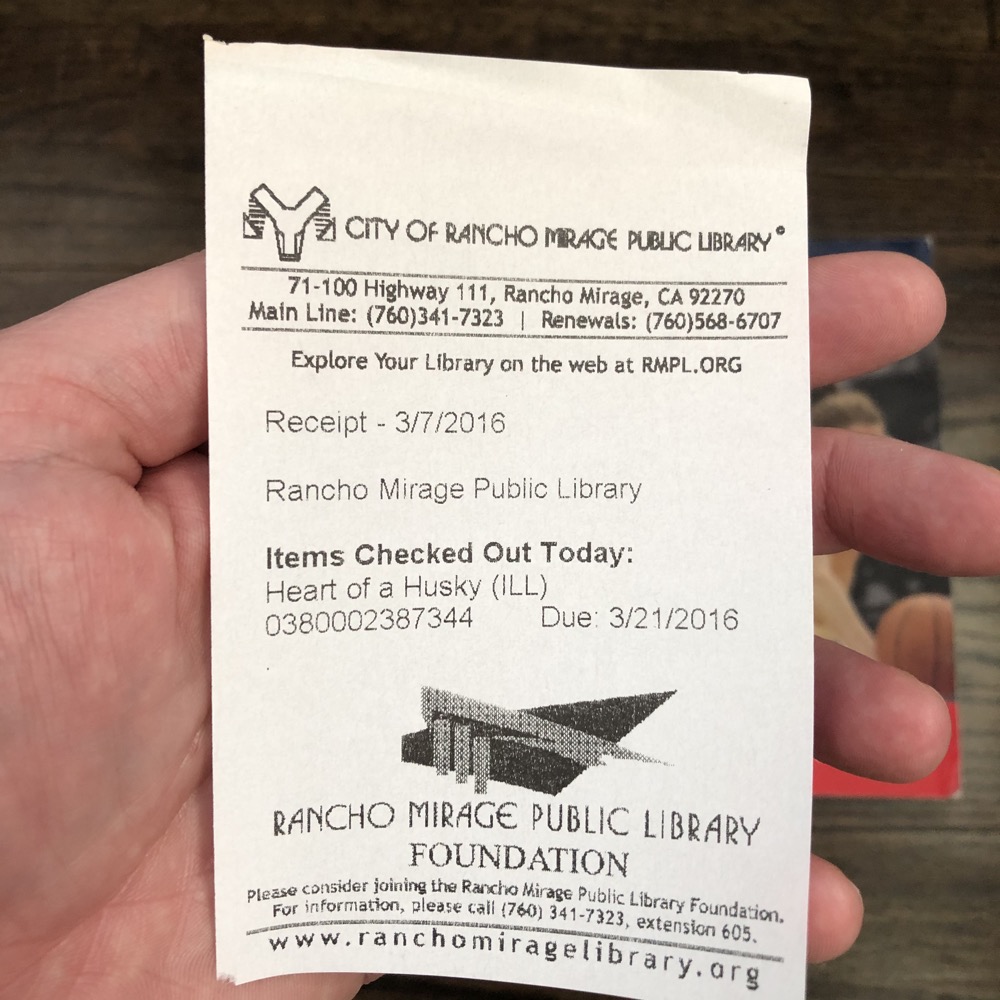 CITY OF RANCHO MIRAGE PUBLIC LIBRARY
71-100 Highway 111, Rancho Mirage, CA 92270
Main Line: (760)341-7323 | Renewals: (760)568-6707
Explore Your Library on the web at RMPL.ORG
Receipt - 3/7/2016
Rancho Mirage Public Library
Items Checked Out Today:
Heart of a Husky (ILL)
0380002387344 Due: 3/21/2016
RANCHO MIRAGE PUBLIC LIBRARY
FOUNDATION
Please consider joining the Rancho Mirage Public Library Foundation.
For information, please call (760) 341-7323, extension 605.
www.ranchomiragelibrary.org